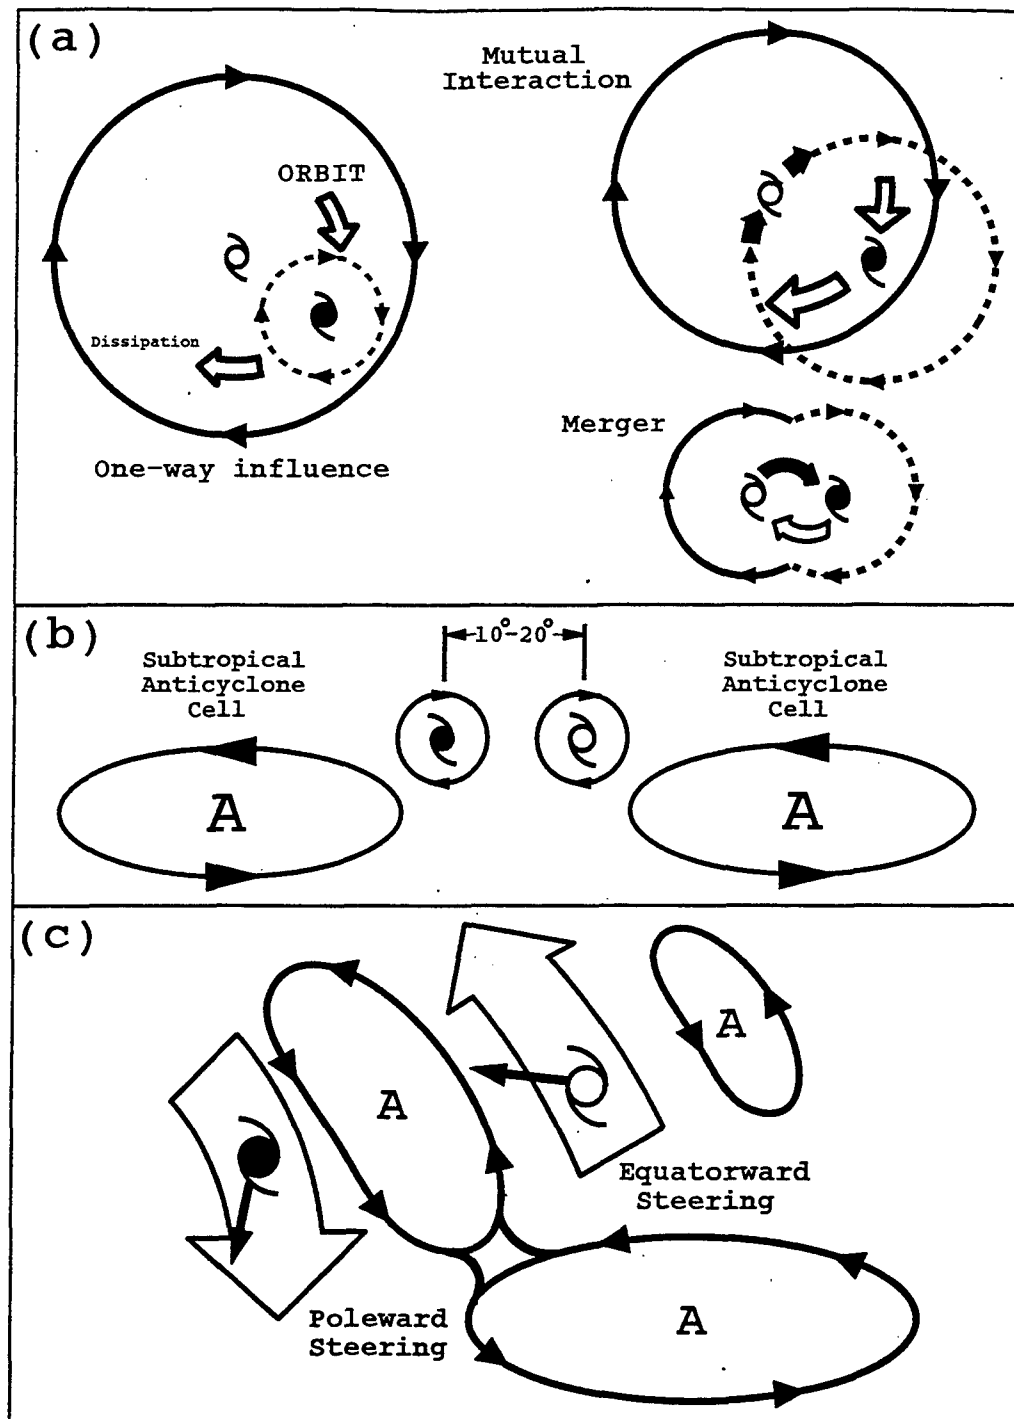 (a)
Mutual
Interaction
ORBIT
Dissipation
One-way influence
Merger
(b)
10°-20°
Subtropical
Anticyclone
Cell
Subtropical
Anticyclone
Cell
A
A
(c)
A
A
Equatorward
Steering
Poleward
Steering
A